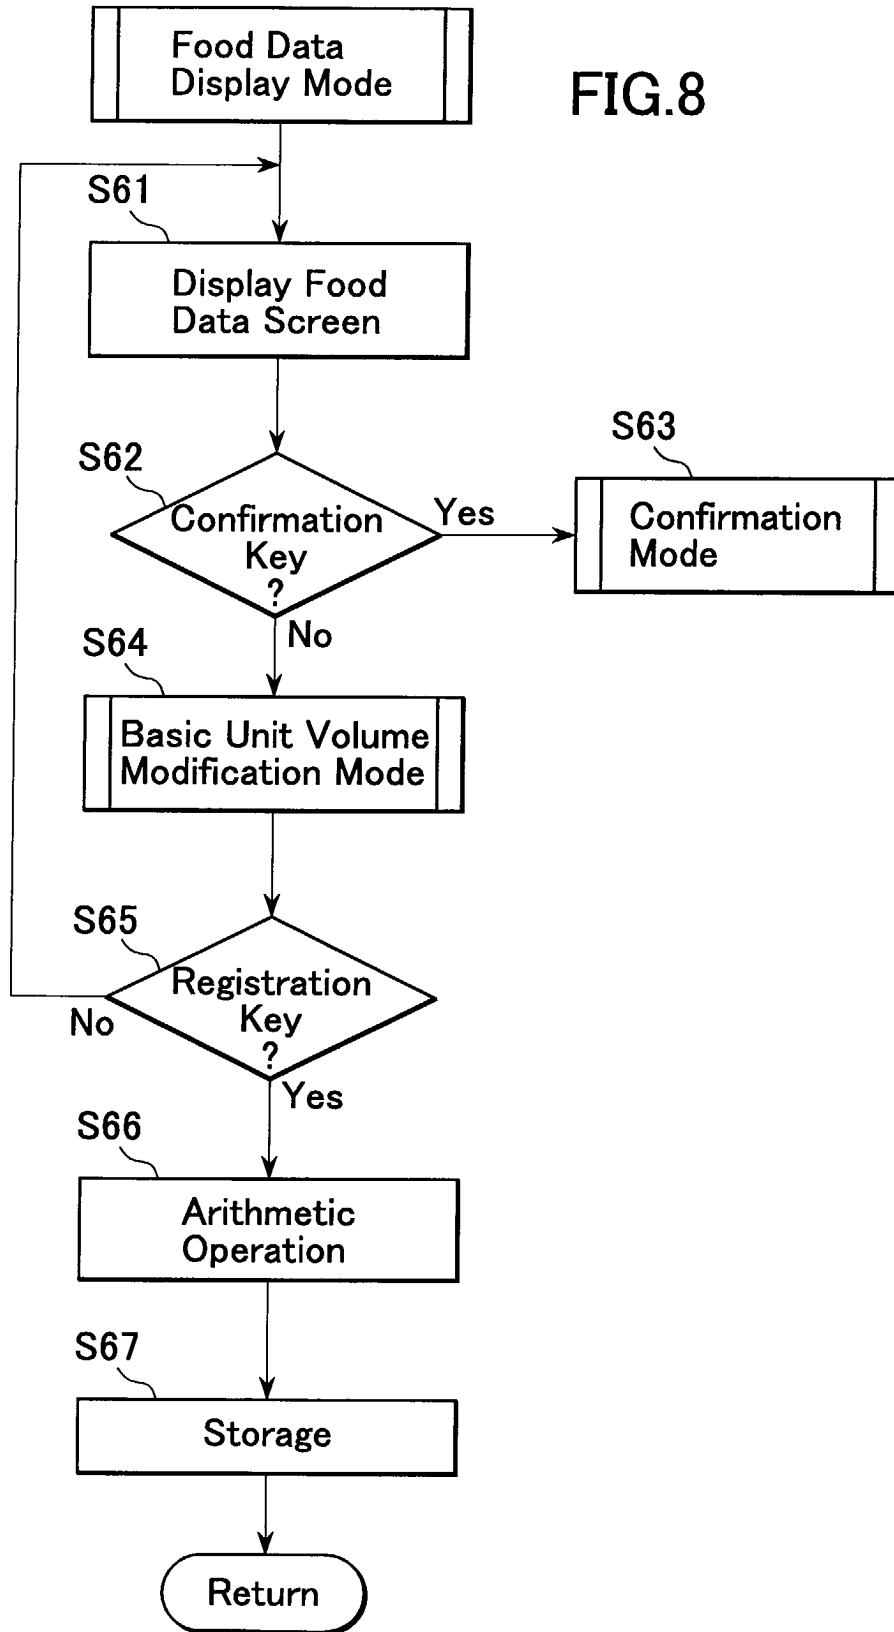 Food Data
Display Mode
FIG.8
S61
Display Food
Data Screen
S62
Confirmation
Key
?
Yes
No
S63
Confirmation
Mode
S64
Basic Unit Volume
Modification Mode
S65
Registration
Key
?
No
Yes
S66
Arithmetic
Operation
S67
Storage
Return